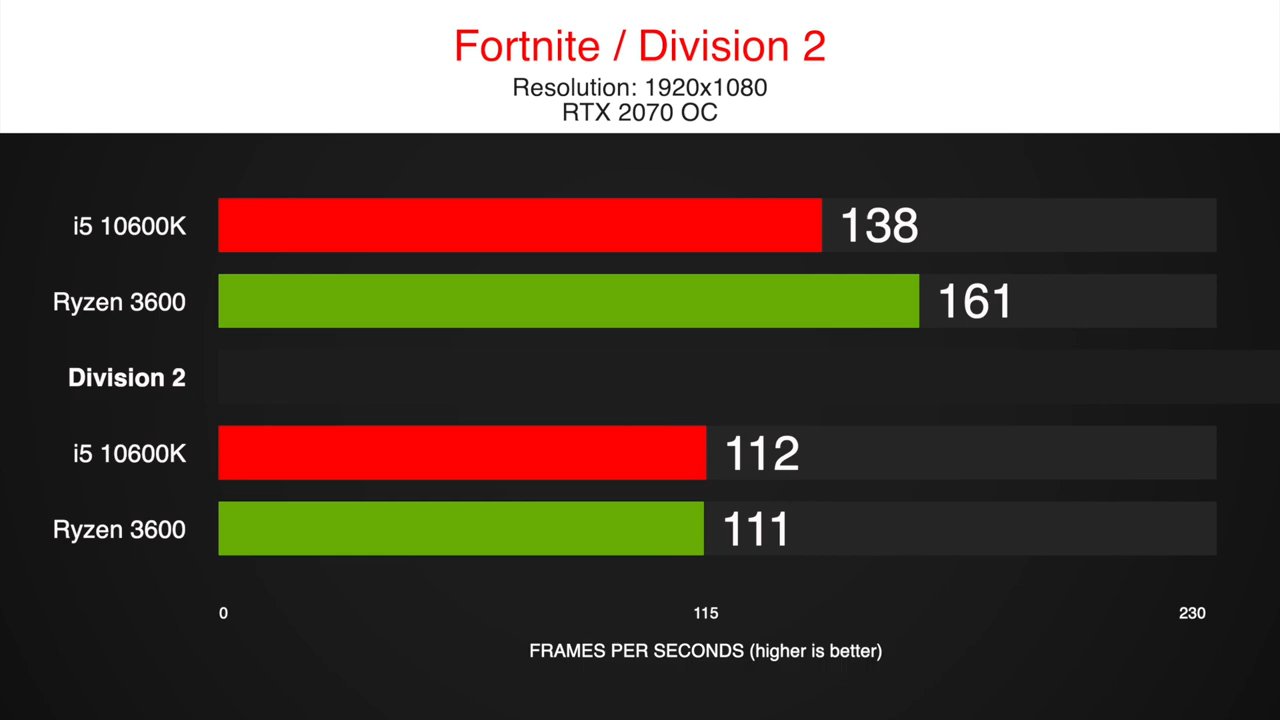 Fortnite / Division 2
Resolution: 1920x1080
RTX 2070 OC
i5 10600K 138
Ryzen 3600 161
Division 2
i5 10600K 112
Ryzen 3600 111
0 115 230
FRAMES PER SECONDS (higher is better)